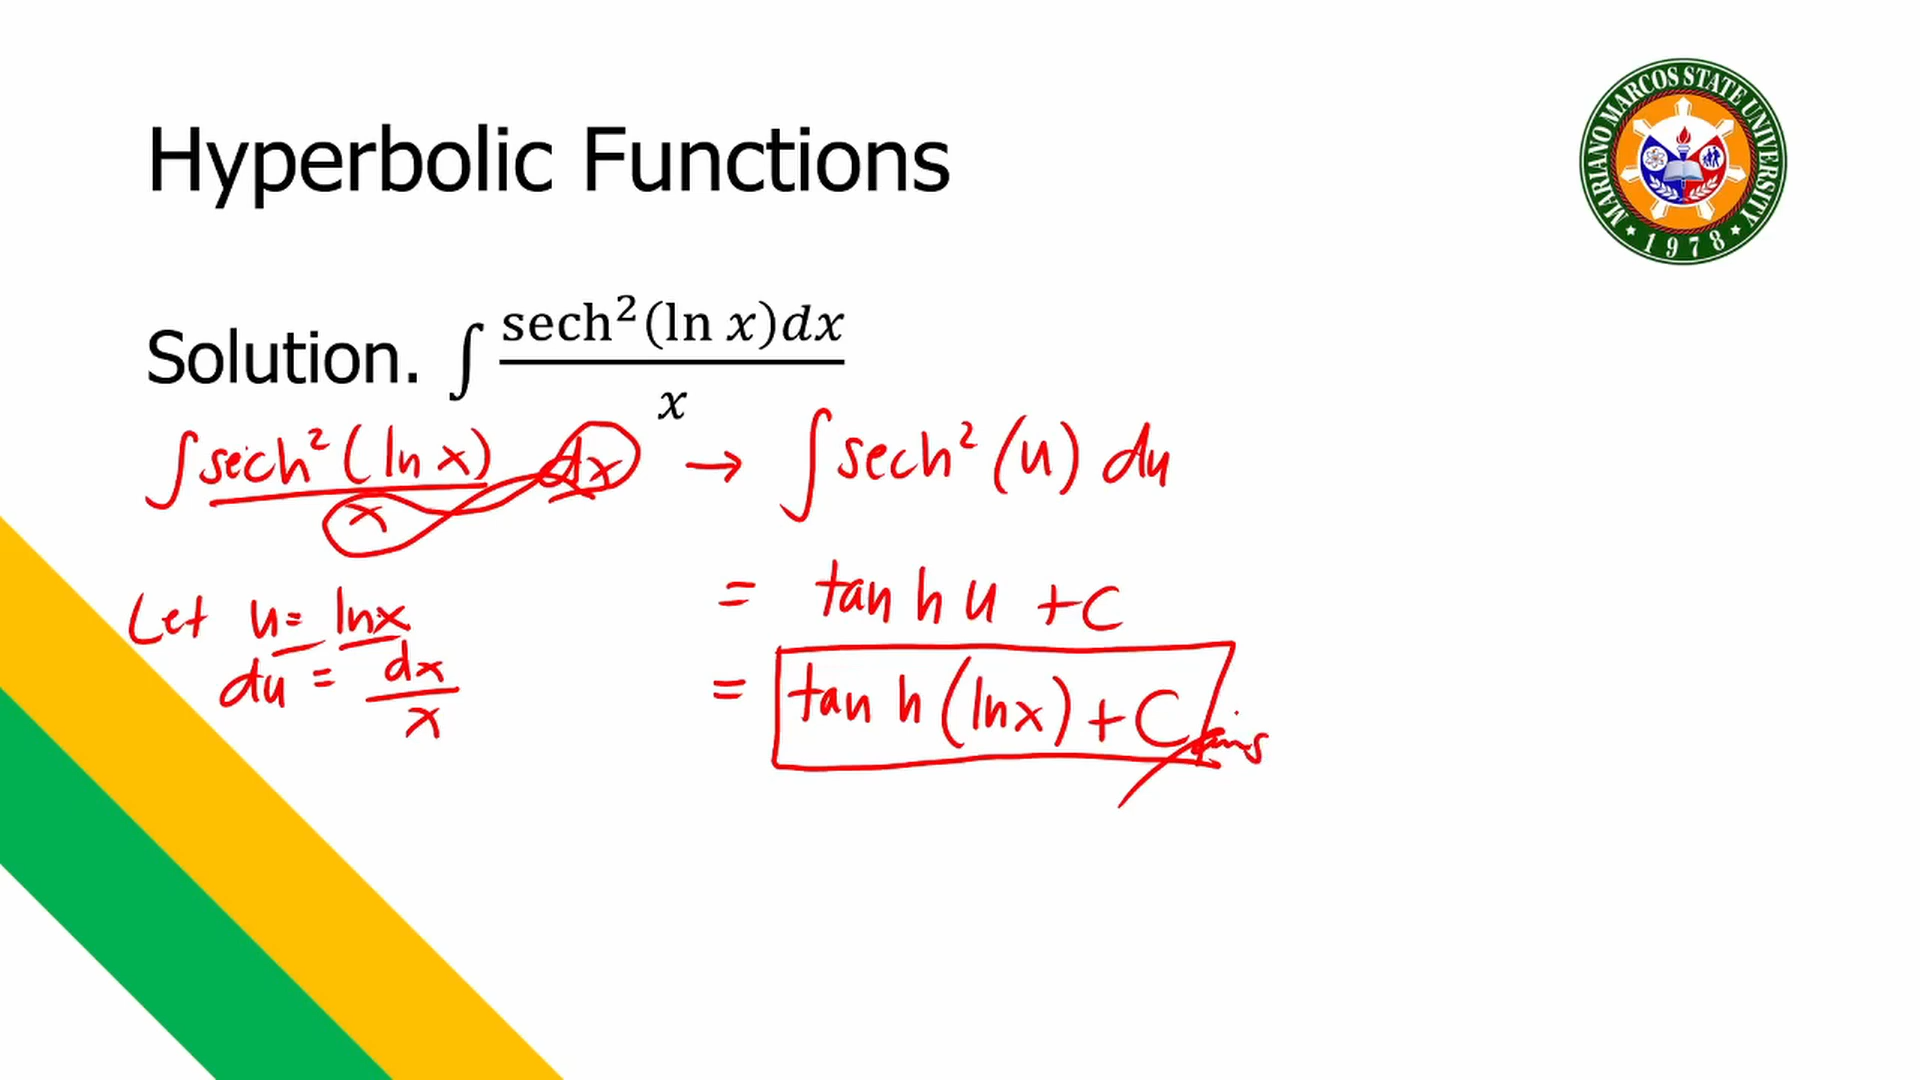 Hyperbolic Functions
MARIANO MARCOS STATE UNIVERSITY
1978
Solution. ∫ sech²(ln x)dx / x
∫ sech² (ln x) / x dx → ∫ sech² (u) du
Let u = lnx
du = dx / x
= tan h u + C
= tan h (lnx) + C